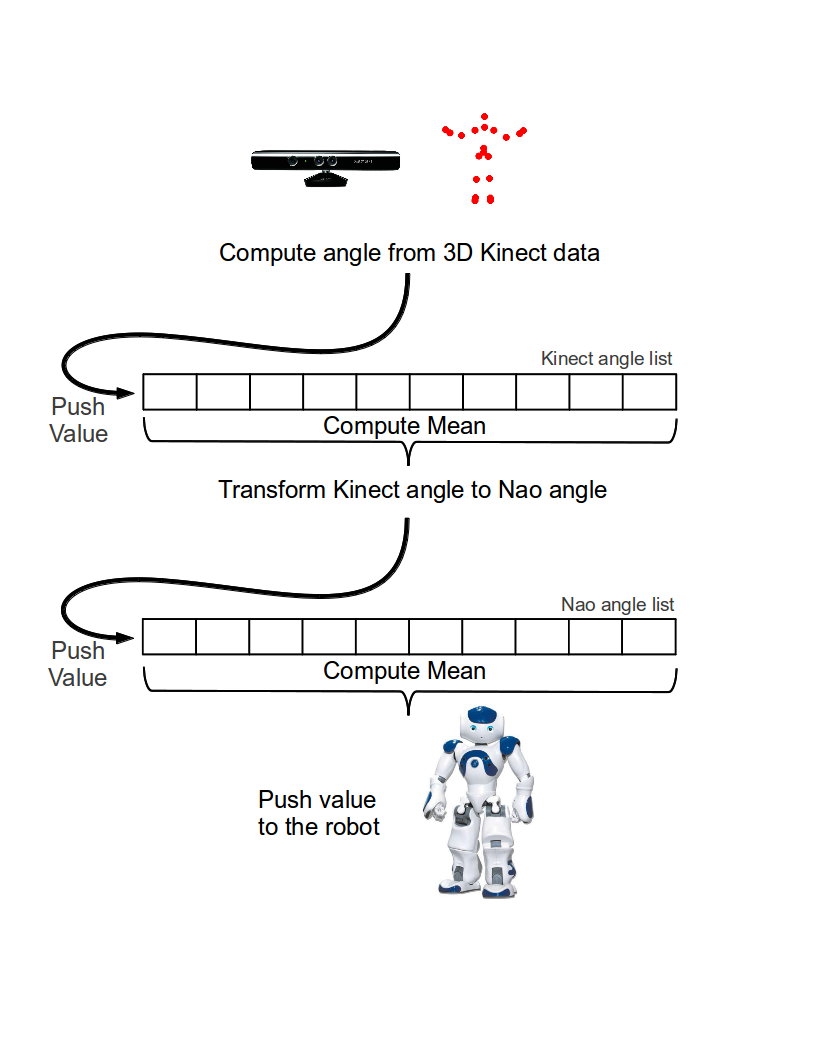 Compute angle from 3D Kinect data
Kinect angle list
Push
Value
Compute Mean
Transform Kinect angle to Nao angle
Nao angle list
Push
Value
Compute Mean
Push value
to the robot